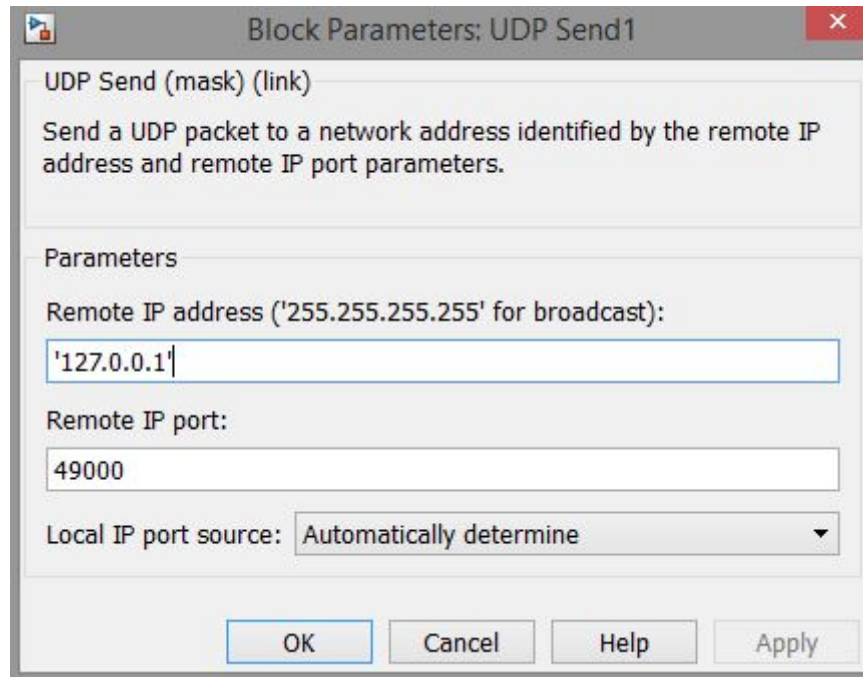 Block Parameters: UDP Send1
UDP Send (mask) (link)
Send a UDP packet to a network address identified by the remote IP
address and remote IP port parameters.
Parameters
Remote IP address ('255.255.255.255' for broadcast):
'127.0.0.1'
Remote IP port:
49000
Local IP port source: Automatically determine
OK Cancel Help Apply